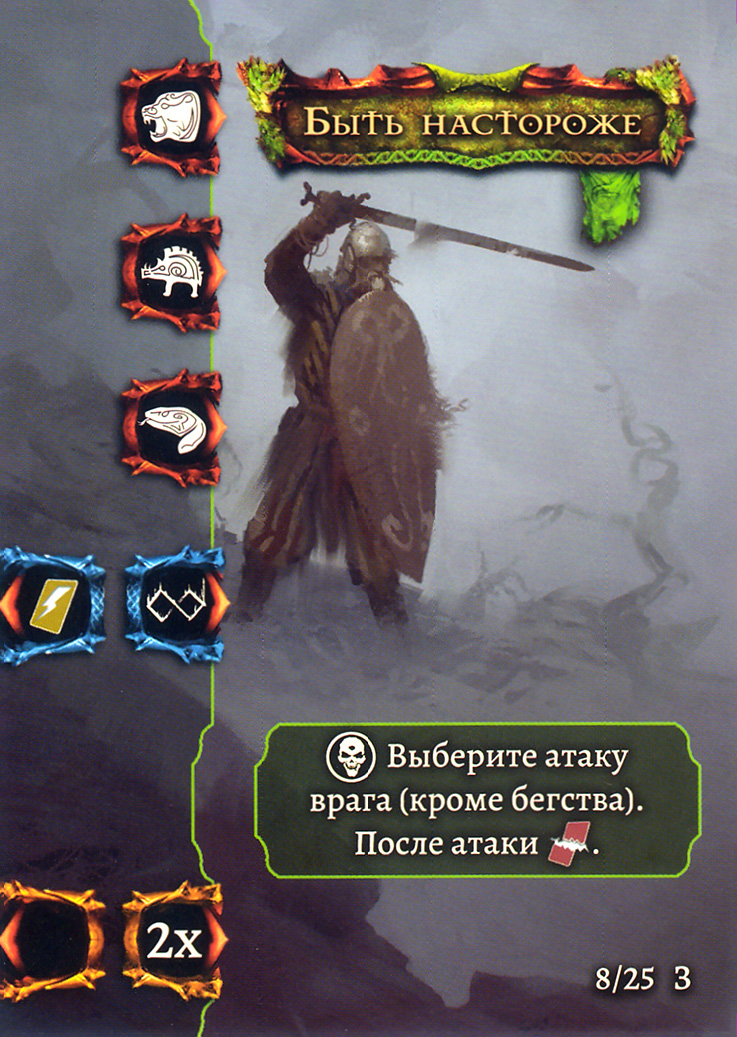 Быть настороже
Выберите атаку
врага (кроме бегства).
После атаки .
2x
8/25 3